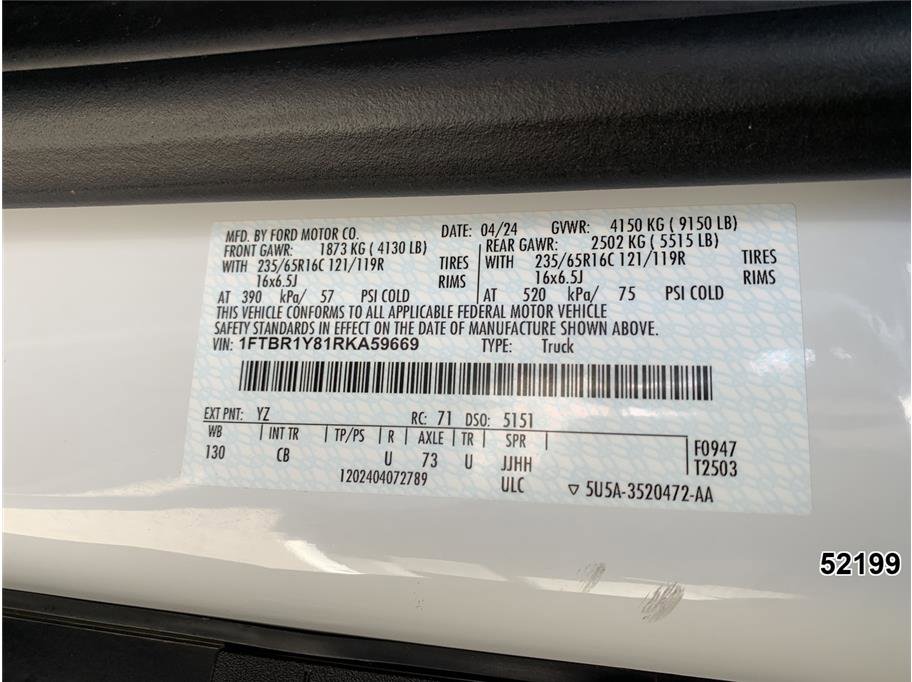 MFD. BY FORD MOTOR CO. DATE: 04/24 GVWR: 4150 KG ( 9150 LB)
FRONT GAWR: 1873 KG ( 4130 LB) REAR GAWR: 2502 KG ( 5515 LB)
WITH 235/65R16C 121/119R TIRES WITH 235/65R16C 121/119R TIRES
16x6.5J RIMS 16x6.5J RIMS
AT 390 kPa/ 57 PSI COLD AT 520 kPa/ 75 PSI COLD
THIS VEHICLE CONFORMS TO ALL APPLICABLE FEDERAL MOTOR VEHICLE
SAFETY STANDARDS IN EFFECT ON THE DATE OF MANUFACTURE SHOWN ABOVE.
VIN: 1FTBR1Y81RKA59669 TYPE: Truck
EXT PNT: YZ RC: 71 DSO: 5151
WB INT TR TP/PS R AXLE TR SPR F0947
130 CB U 73 U JJHH T2503
1202404072789 ULC ▽ 5U5A-3520472-AA
52199